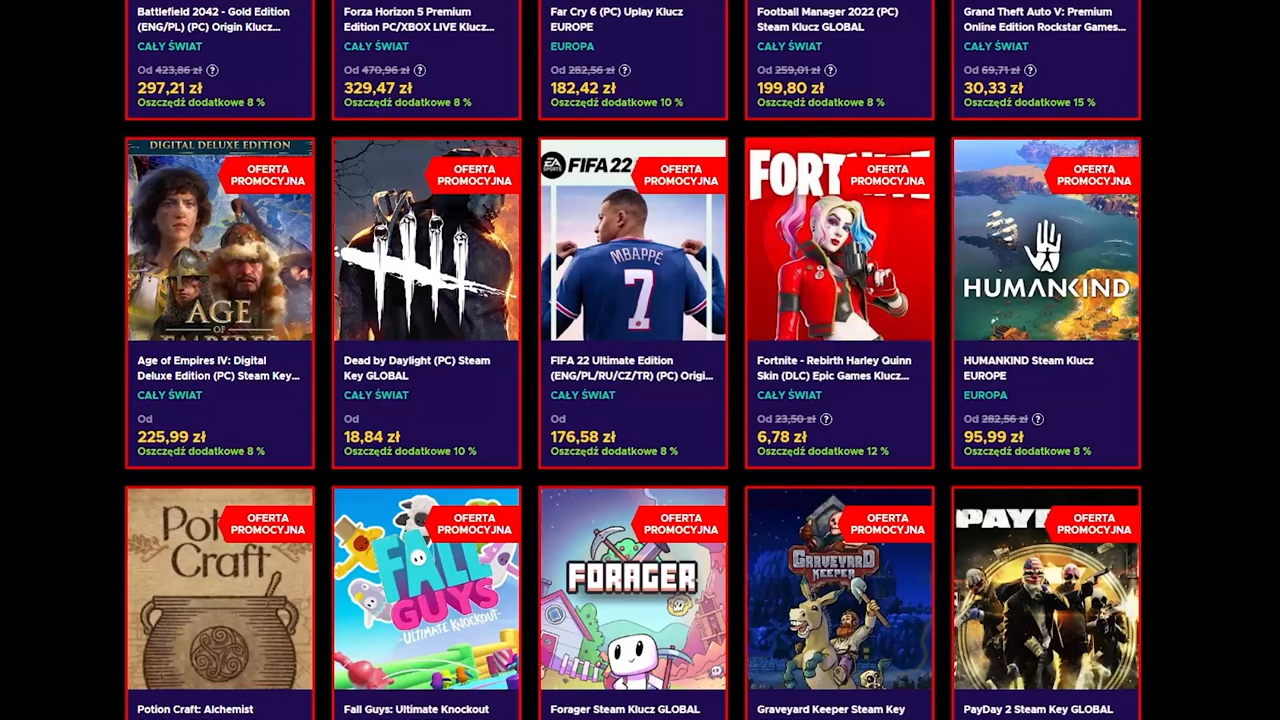 Battlefield 2042 - Gold Edition
(ENG/PL) (PC) Origin Klucz...
CAŁY ŚWIAT
Od 423,86 zł ?
297,21 zł
Oszczędź dodatkowe 8 %
Forza Horizon 5 Premium
Edition PC/XBOX LIVE Klucz...
CAŁY ŚWIAT
Od 470,96 zł ?
329,47 zł
Oszczędź dodatkowe 8 %
Far Cry 6 (PC) Uplay Klucz
EUROPE
EUROPA
Od 282,56 zł ?
182,42 zł
Oszczędź dodatkowe 10 %
Football Manager 2022 (PC)
Steam Klucz GLOBAL
CAŁY ŚWIAT
Od 259,01 zł ?
199,80 zł
Oszczędź dodatkowe 8 %
Grand Theft Auto V: Premium
Online Edition Rockstar Games...
CAŁY ŚWIAT
Od 69,71 zł ?
30,33 zł
Oszczędź dodatkowe 15 %
DIGITAL DELUXE EDITION
OFERTA
PROMOCYJNA
AGE
OF
EMPIRES
Age of Empires IV: Digital
Deluxe Edition (PC) Steam Key...
CAŁY ŚWIAT
Od
225,99 zł
Oszczędź dodatkowe 8 %
OFERTA
PROMOCYJNA
Dead by Daylight (PC) Steam
Key GLOBAL
CAŁY ŚWIAT
Od
18,84 zł
Oszczędź dodatkowe 10 %
EA
SPORTS
FIFA 22
OFERTA
PROMOCYJNA
MBAPPÉ
7
FIFA 22 Ultimate Edition
(ENG/PL/RU/CZ/TR) (PC) Origi...
CAŁY ŚWIAT
Od
176,58 zł
Oszczędź dodatkowe 8 %
FORT
OFERTA
PROMOCYJNA
Fortnite - Rebirth Harley Quinn
Skin (DLC) Epic Games Klucz...
CAŁY ŚWIAT
Od 23,50 zł ?
6,78 zł
Oszczędź dodatkowe 12 %
OFERTA
PROMOCYJNA
HUMANKIND
HUMANKIND Steam Klucz
EUROPE
EUROPA
Od 282,56 zł ?
95,99 zł
Oszczędź dodatkowe 8 %
Poti
Craft
OFERTA
PROMOCYJNA
Potion Craft: Alchemist
OFERTA
PROMOCYJNA
FALL
GUYS
-ULTIMATE KNOCKOUT-
Fall Guys: Ultimate Knockout
OFERTA
PROMOCYJNA
FORAGER
Forager Steam Klucz GLOBAL
OFERTA
PROMOCYJNA
GRAVEYARD
KEEPER
Graveyard Keeper Steam Key
PAY
OFERTA
PROMOCYJNA
PayDay 2 Steam Key GLOBAL